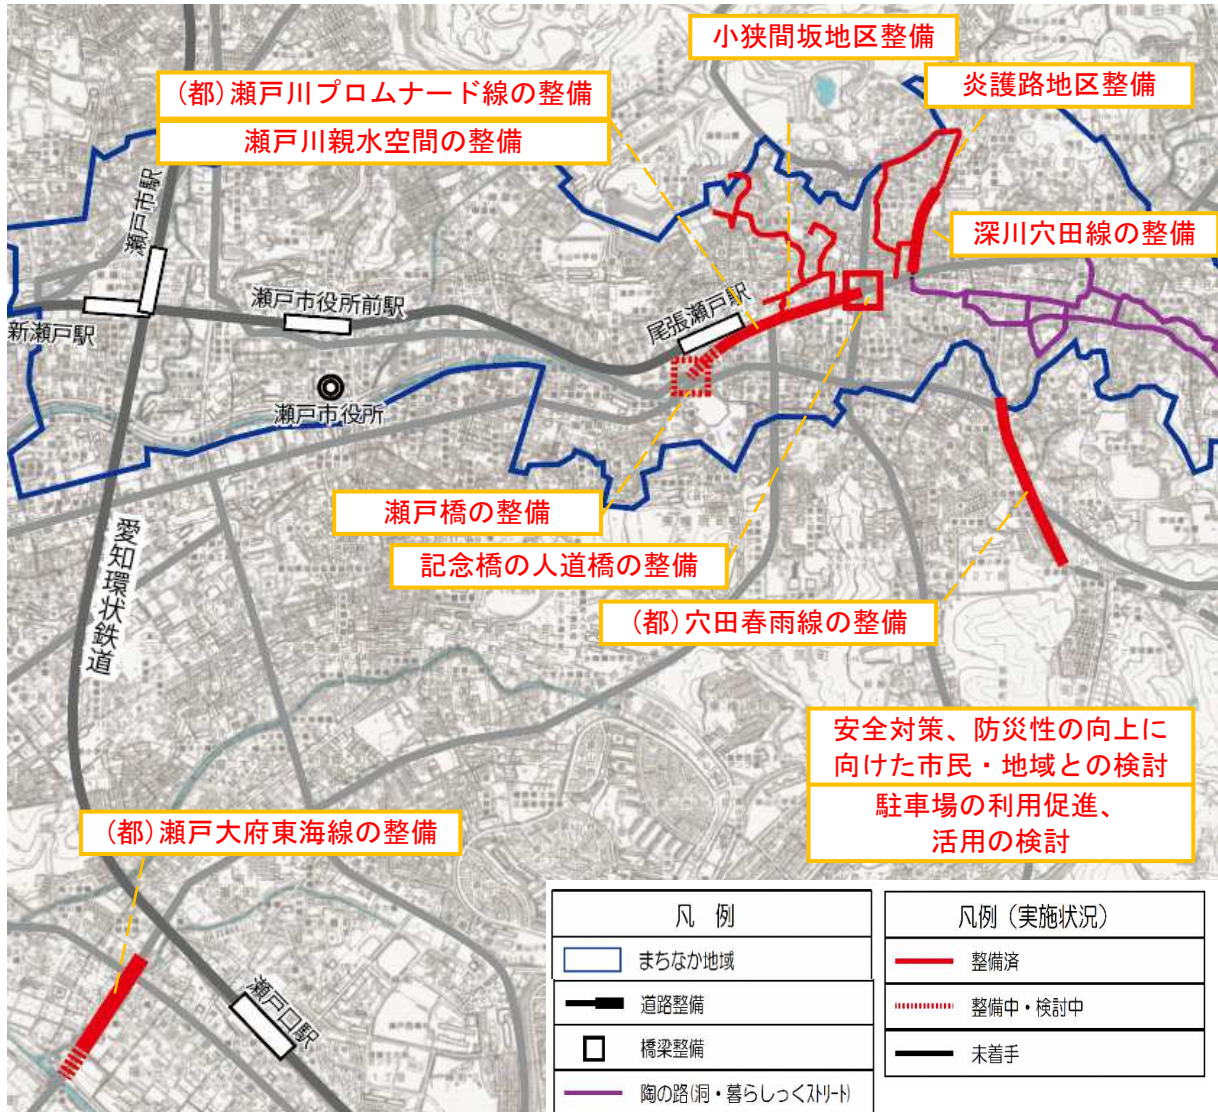 小狭間坂地区整備
炎護路地区整備
(都)瀬戸川プロムナード線の整備
瀬戸川親水空間の整備
深川穴田線の整備
瀬戸市駅
瀬戸市役所前駅
尾張瀬戸駅
新瀬戸駅
瀬戸市役所
瀬戸橋の整備
記念橋の人道橋の整備
(都)穴田春雨線の整備
愛知環状鉄道
安全対策、防災性の向上に
向けた市民・地域との検討
駐車場の利用促進、
活用の検討
(都)瀬戸大府東海線の整備
瀬戸口駅
凡 例
まちなか地域
道路整備
橋梁整備
陶の路(洞・暮らしっくストリート)
凡例(実施状況)
整備済
整備中・検討中
未着手